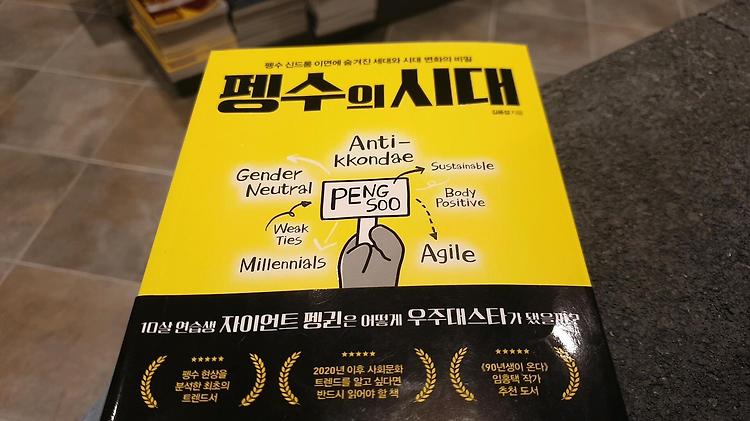 펭수 신드롬 이면에 숨겨진 세대와 시대 변화의 비밀
펭수의 시대
김용섭 지음
Anti-
kkondae
Gender
Neutral
Sustainable
PENG
SOO
Body
Positive
Weak
Ties
Millennials
Agile
10살 연습생 자이언트 펭귄은 어떻게 우주대스타가 됐을까?
펭수 현상을
분석한 최초의
트렌드서
2020년 이후 사회문화
트렌드를 알고 싶다면
반드시 읽어야 할 책
《90년생이 온다》
임홍택 작가
추천 도서